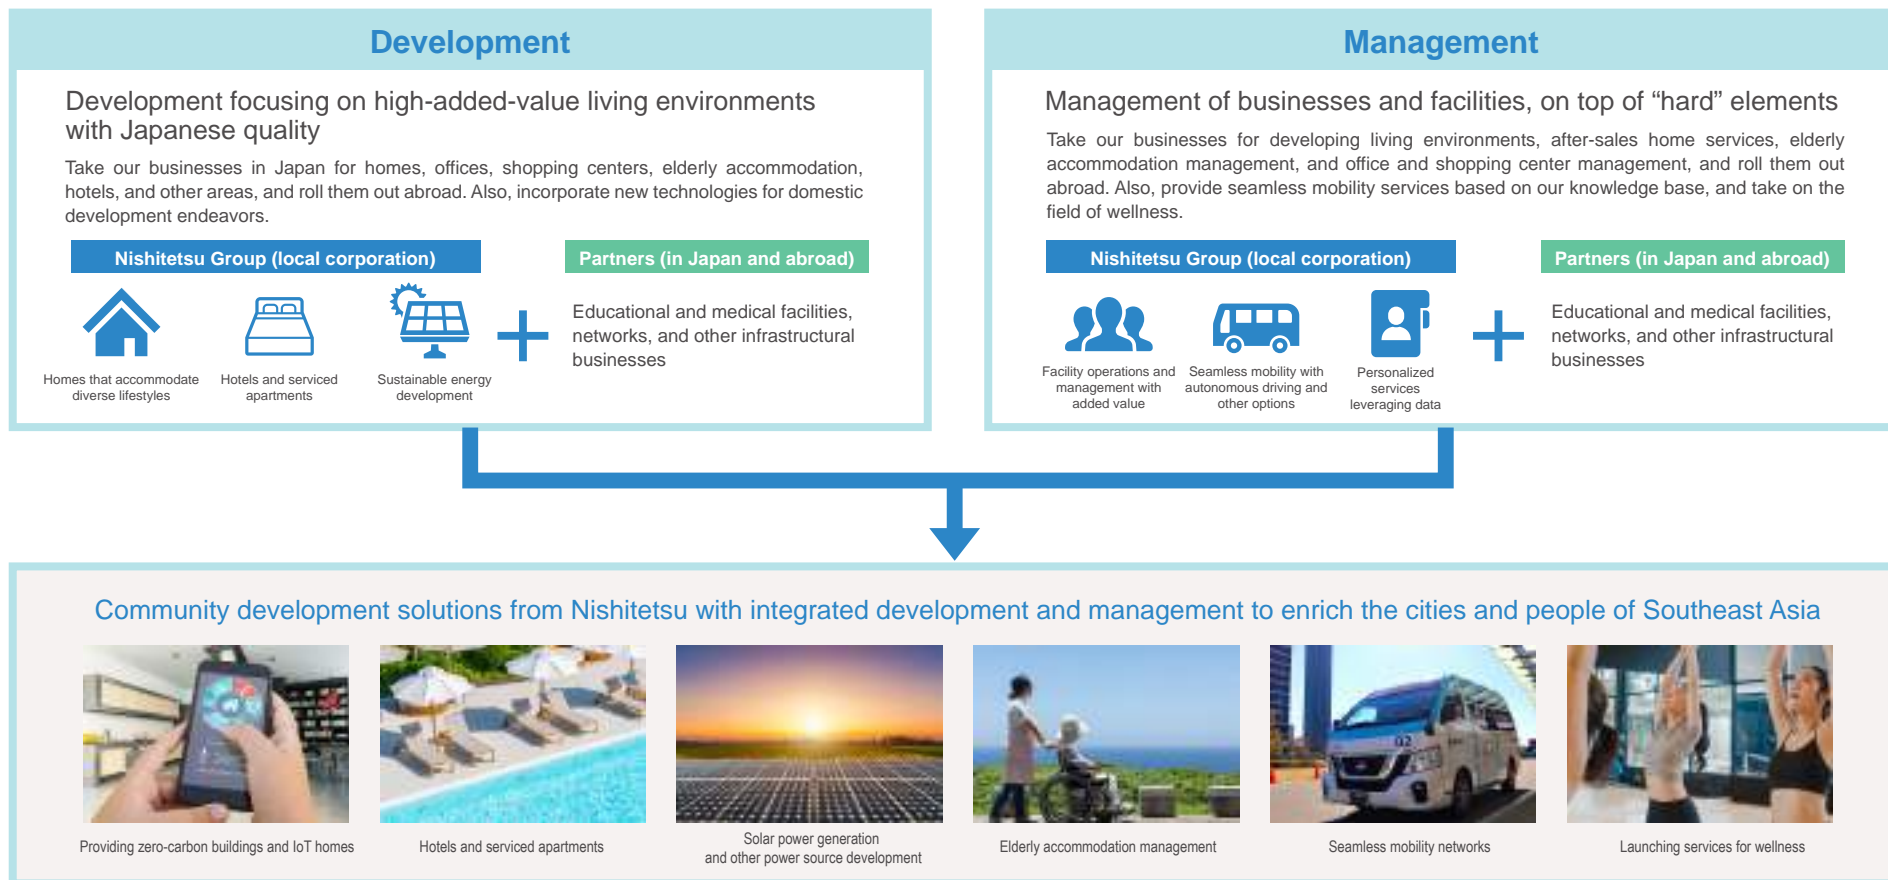 Development
Development focusing on high-added-value living environments
with Japanese quality
Take our businesses in Japan for homes, offices, shopping centers, elderly accommodation,
hotels, and other areas, and roll them out abroad. Also, incorporate new technologies for domestic
development endeavors.
Nishitetsu Group (local corporation)
Partners (in Japan and abroad)
Homes that accommodate
diverse lifestyles
Hotels and serviced
apartments
Sustainable energy
development
Educational and medical facilities,
networks, and other infrastructural
businesses
Management
Management of businesses and facilities, on top of “hard” elements
Take our businesses for developing living environments, after-sales home services, elderly
accommodation management, and office and shopping center management, and roll them out
abroad. Also, provide seamless mobility services based on our knowledge base, and take on the
field of wellness.
Nishitetsu Group (local corporation)
Partners (in Japan and abroad)
Facility operations and
management with
added value
Seamless mobility with
autonomous driving and
other options
Personalized
services
leveraging data
Educational and medical facilities,
networks, and other infrastructural
businesses
Community development solutions from Nishitetsu with integrated development and management to enrich the cities and people of Southeast Asia
Providing zero-carbon buildings and IoT homes
Hotels and serviced apartments
Solar power generation
and other power source development
Elderly accommodation management
Seamless mobility networks
Launching services for wellness